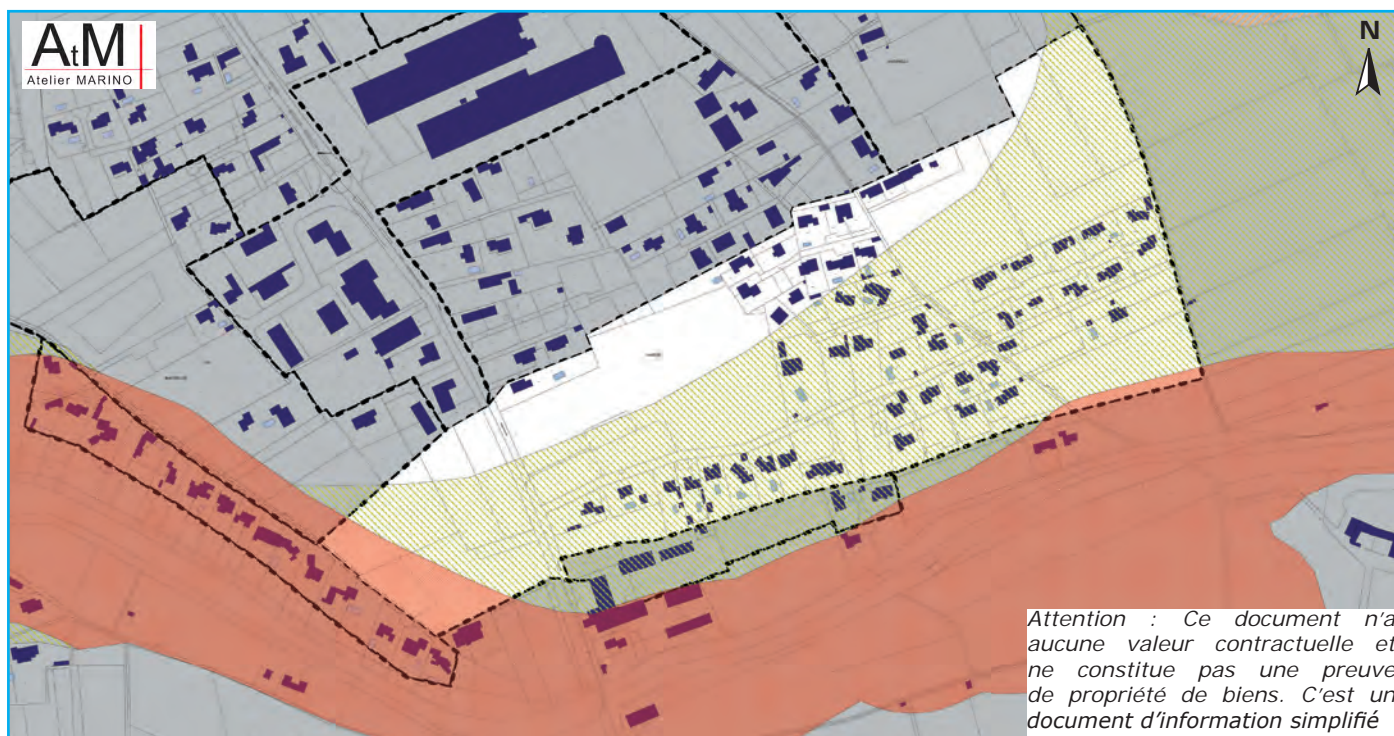 AtM
Atelier MARINO
N
Attention : Ce document n'a
aucune valeur contractuelle et
ne constitue pas une preuve
de propriété de biens. C'est un
document d'information simplifié